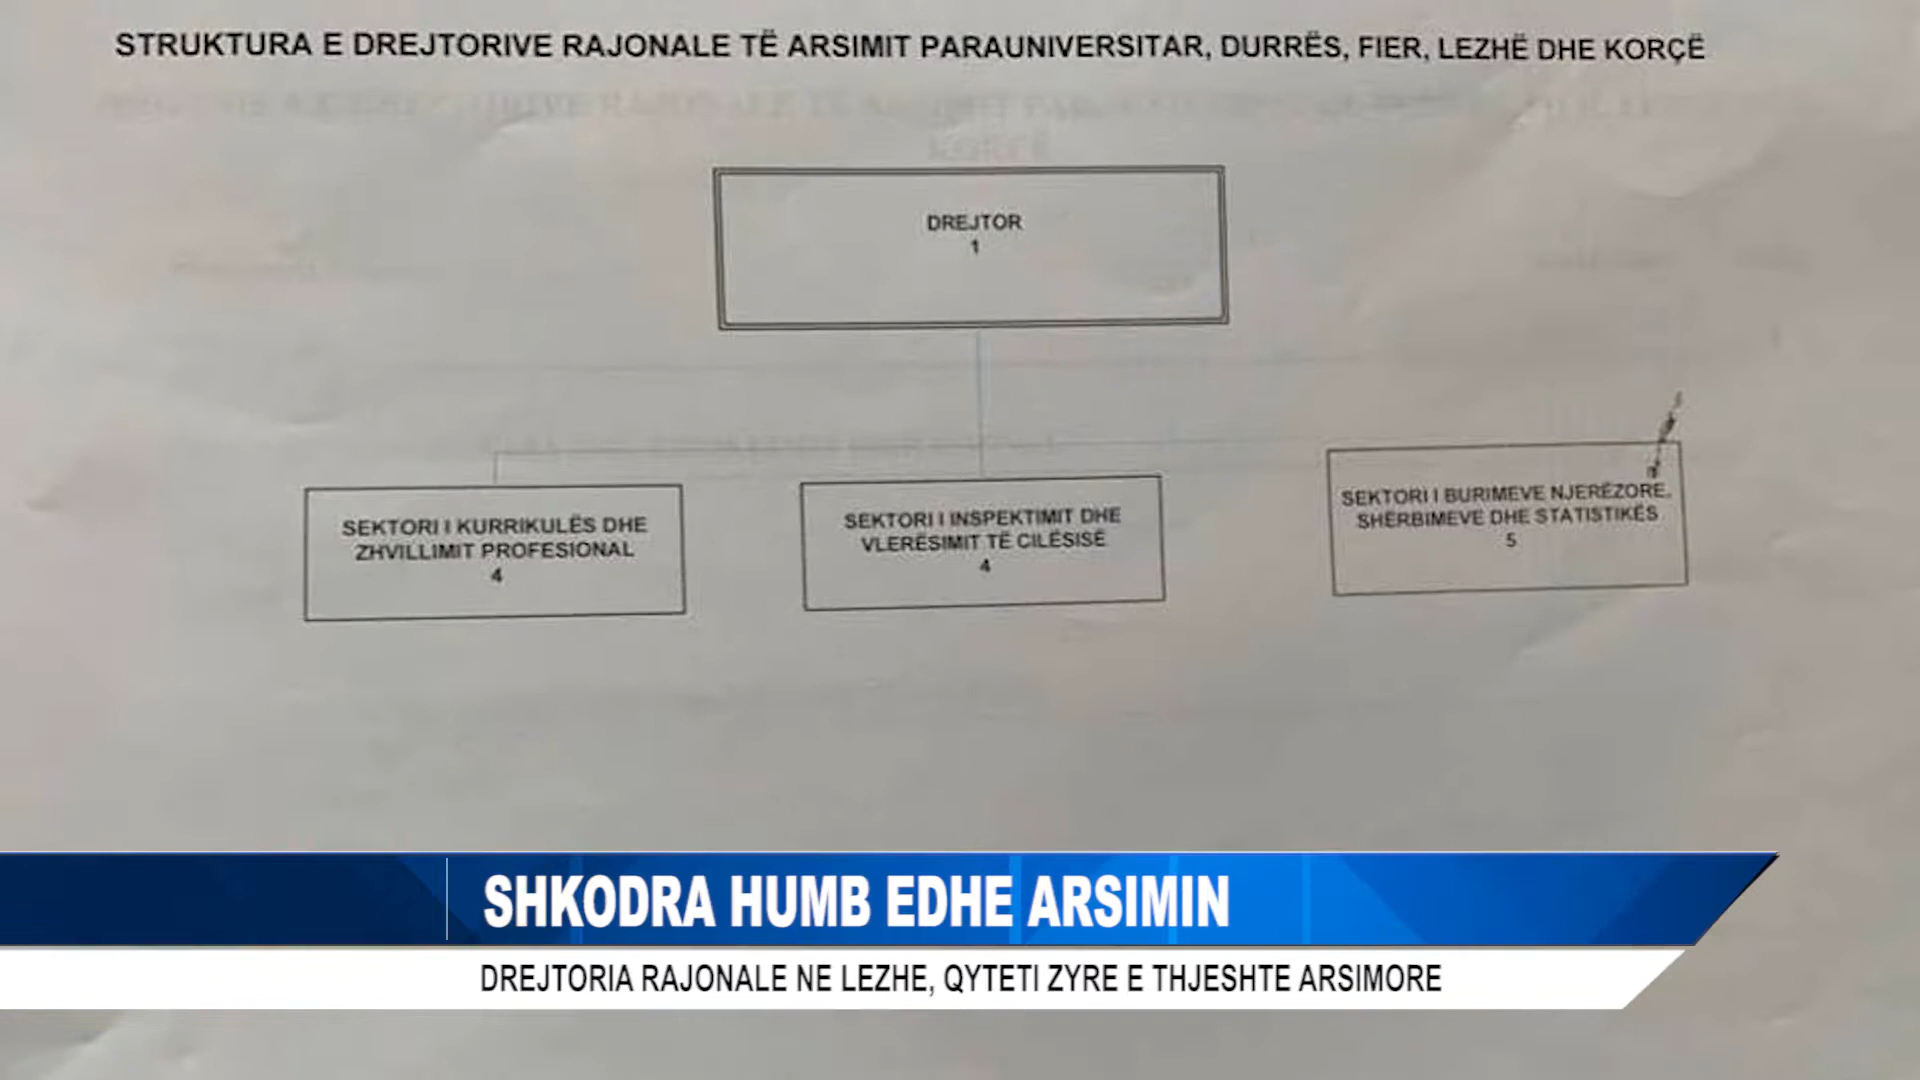 STRUKTURA E DREJTORIVE RAJONALE TË ARSIMIT PARAUNIVERSITAR, DURRËS, FIER, LEZHË DHE KORÇË
DREJTOR
1
SEKTORI I KURRIKULËS DHE
ZHVILLIMIT PROFESIONAL
4
SEKTORI I INSPEKTIMIT DHE
VLERËSIMIT TË CILËSISË
4
SEKTORI I BURIMEVE NJERËZORE,
SHËRBIMEVE DHE STATISTIKËS
5
SHKODRA HUMB EDHE ARSIMIN
DREJTORIA RAJONALE NE LEZHE, QYTETI ZYRE E THJESHTE ARSIMORE